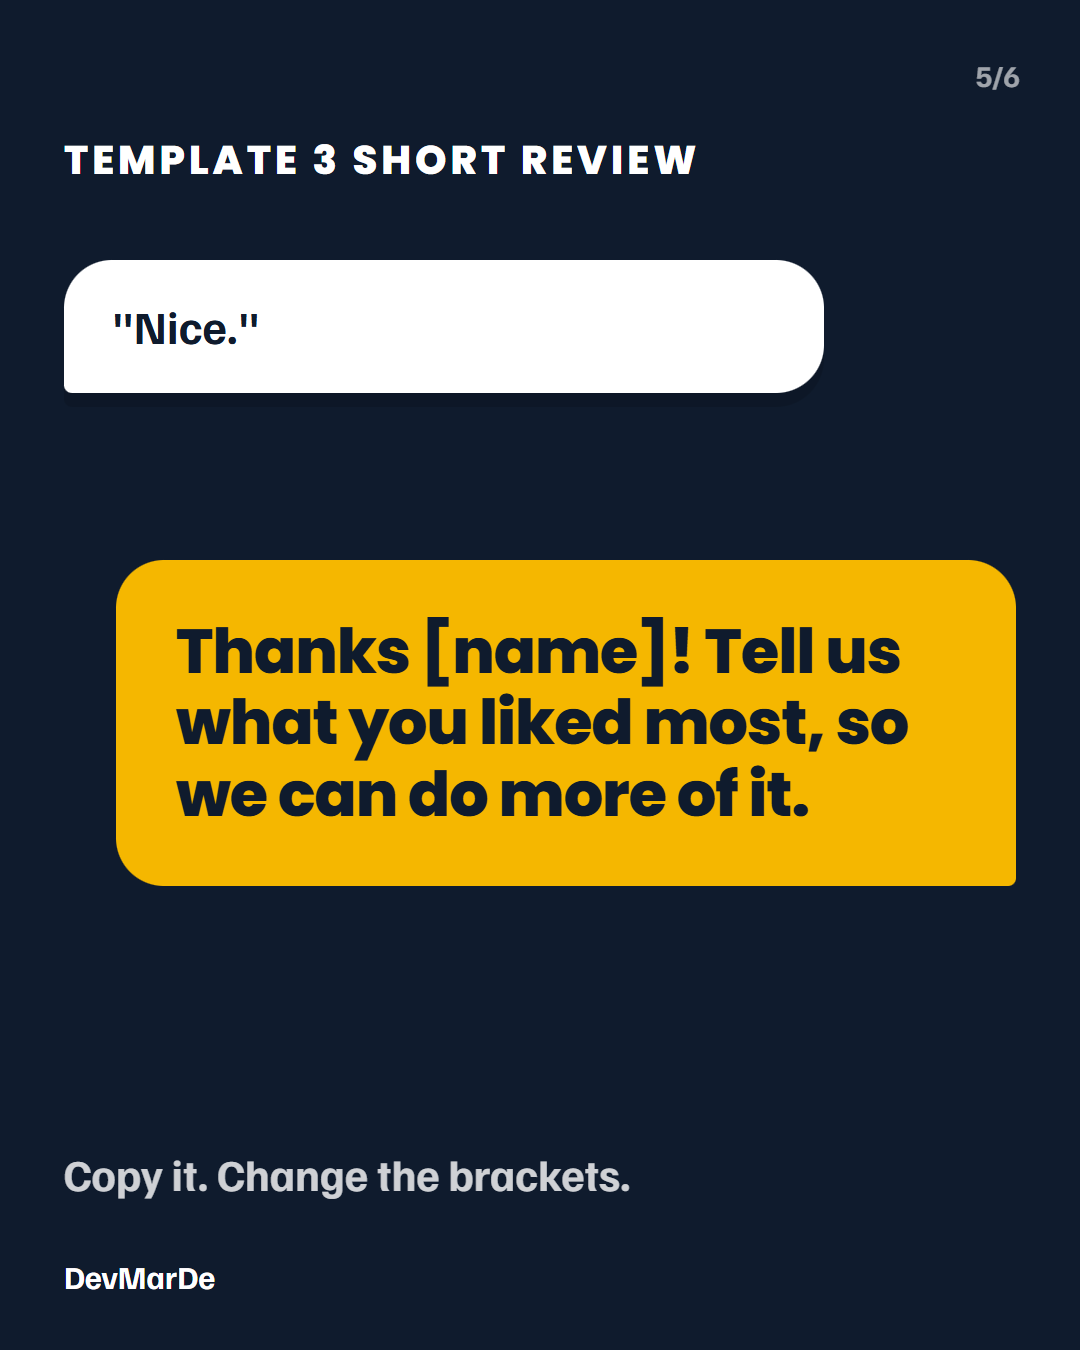 5/6
TEMPLATE 3 SHORT REVIEW
"Nice."
Thanks [name]! Tell us
what you liked most, so
we can do more of it.
Copy it. Change the brackets.
DevMarDe